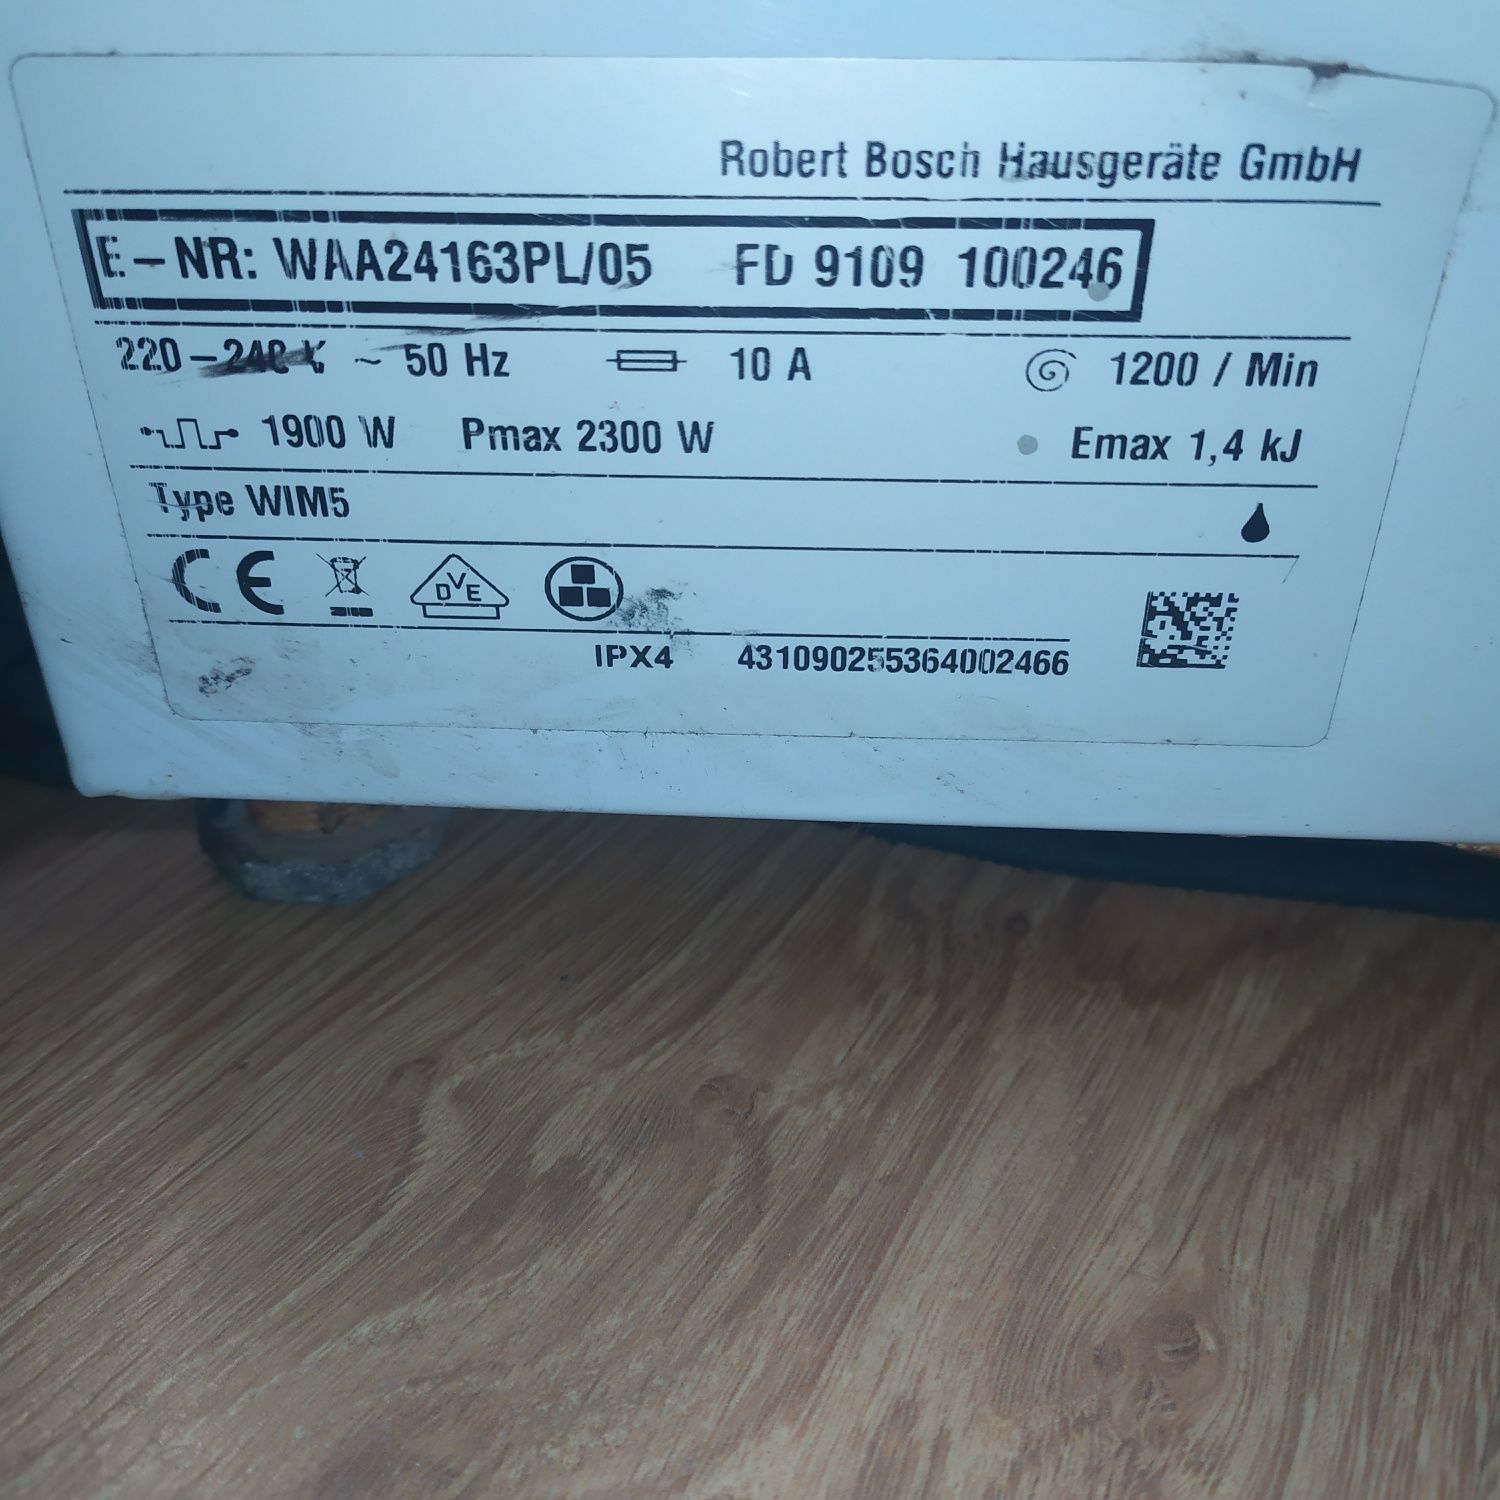 Robert Bosch Hausgeräte GmbH
E-NR: WAA24163PL/05 FD 9109 100246
220-240 V ~ 50 Hz 10 A 1200 / Min
1900 W Pmax 2300 W Emax 1,4 kJ
Type WIM5
CE DVE
IPX4 431090255364002466